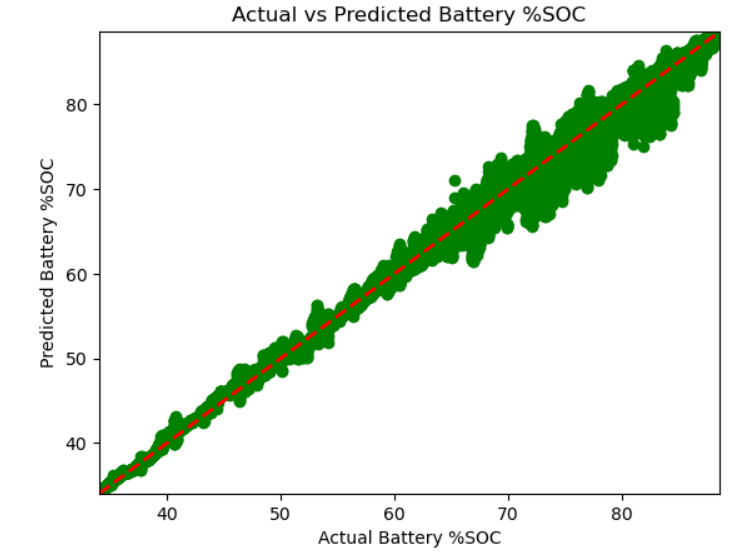 Actual vs Predicted Battery %SOC
Predicted Battery %SOC
80
70
60
50
40
40 50 60 70 80
Actual Battery %SOC